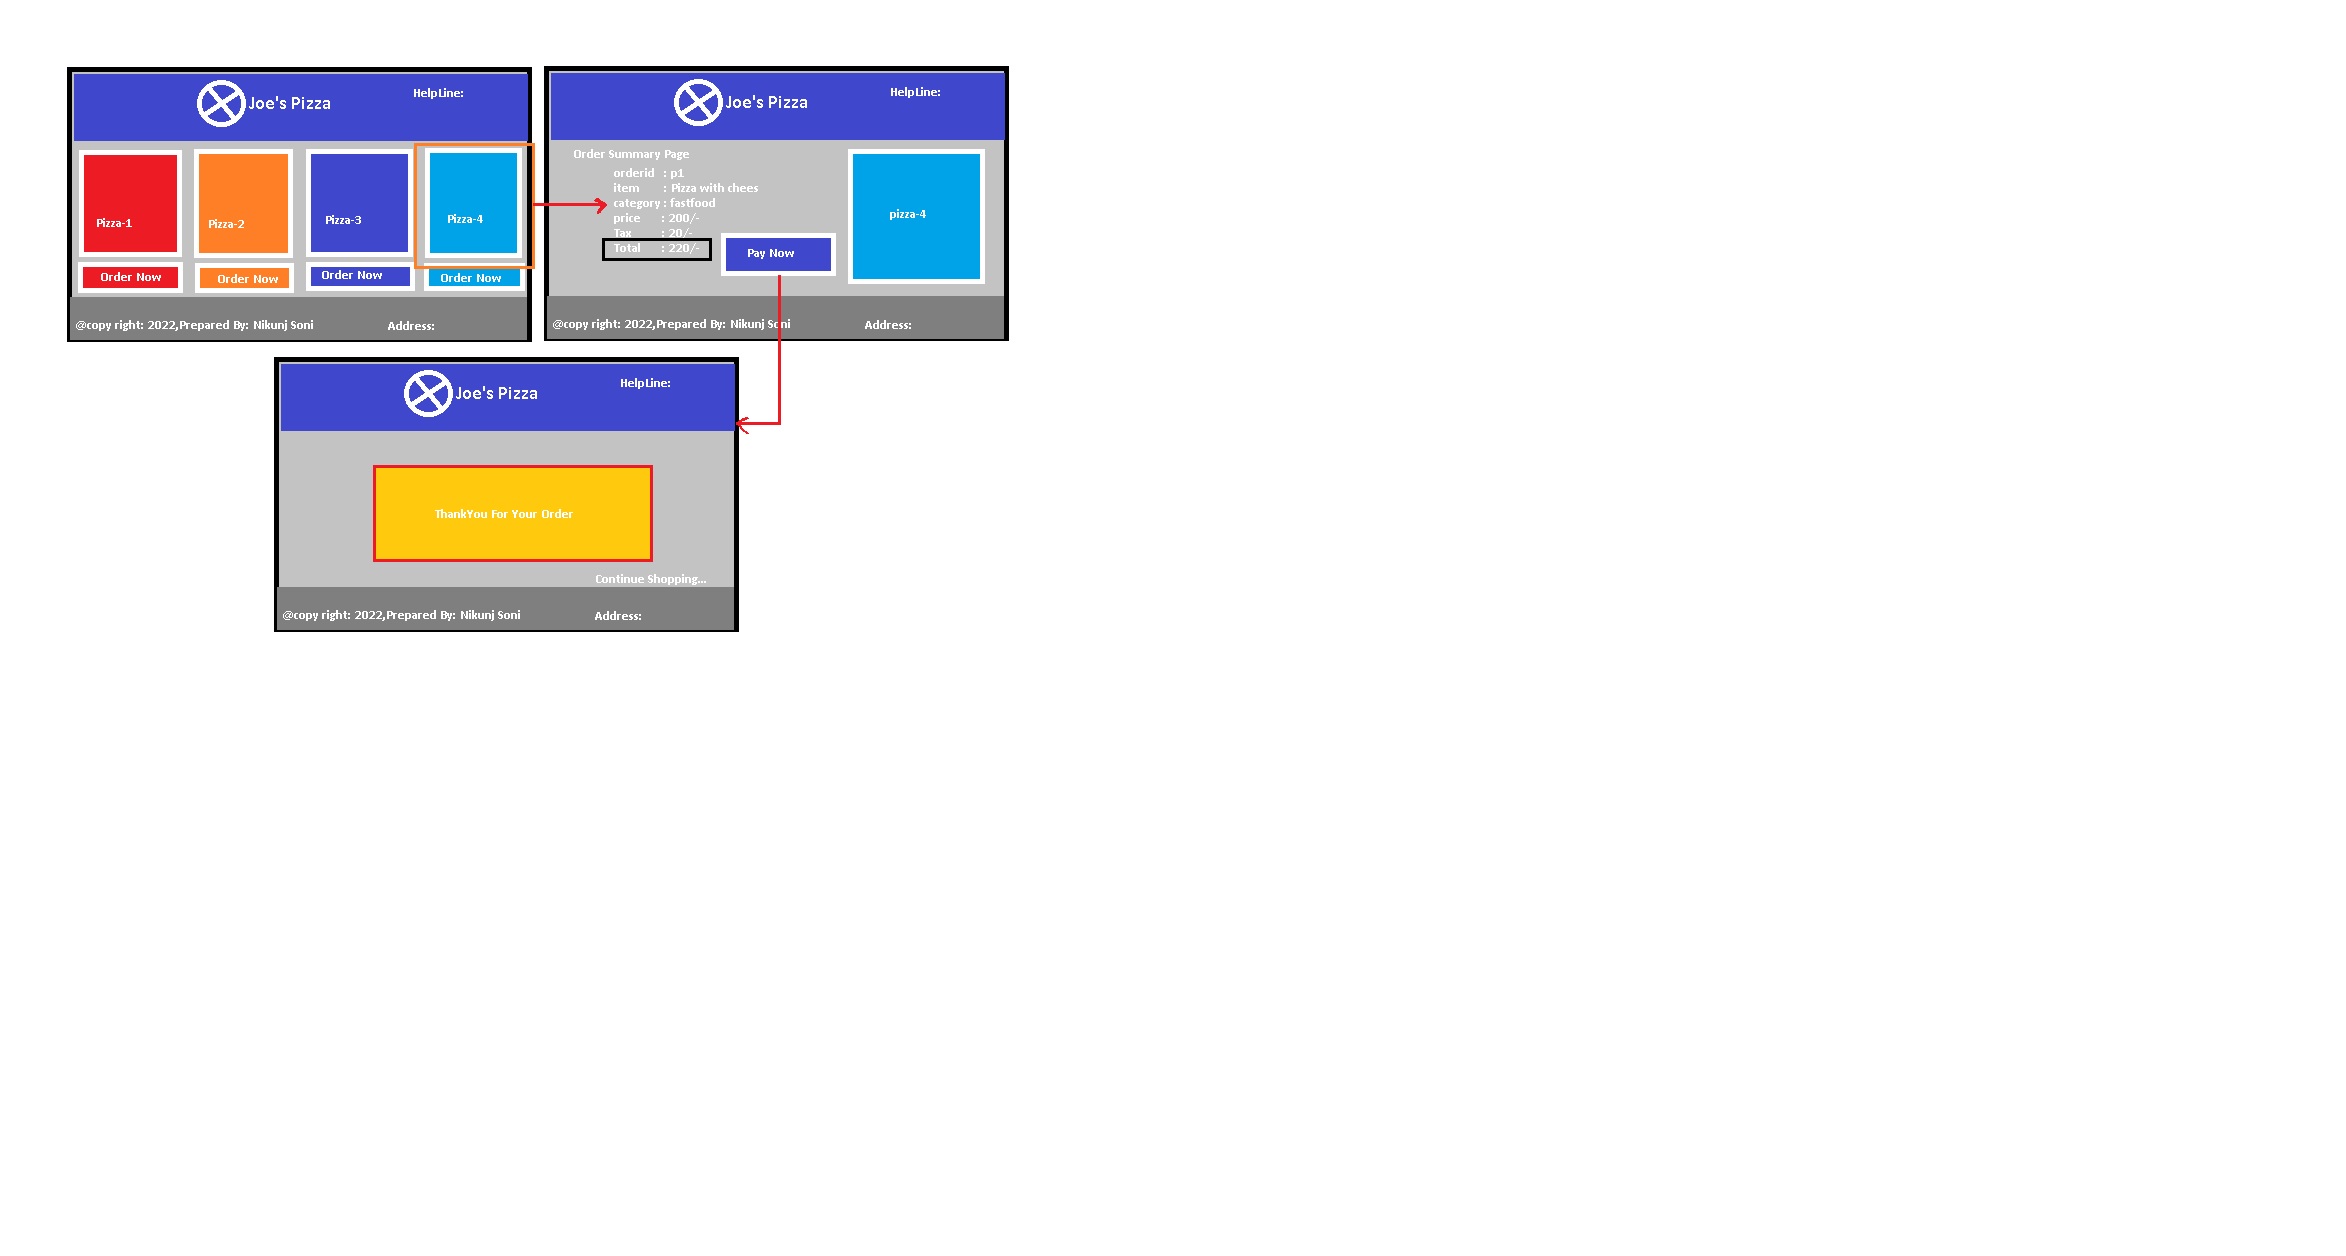 Joe's Pizza
HelpLine:
Pizza-1
Pizza-2
Pizza-3
Pizza-4
Order Now
Order Now
Order Now
Order Now
@copy right: 2022,Prepared By: Nikunj Soni
Address:
Joe's Pizza
HelpLine:
Order Summary Page
orderid : p1
item : Pizza with chees
category : fastfood
price : 200/-
Tax : 20/-
Total : 220/-
Pay Now
pizza-4
@copy right: 2022,Prepared By: Nikunj Soni
Address:
Joe's Pizza
HelpLine:
ThankYou For Your Order
Continue Shopping...
@copy right: 2022,Prepared By: Nikunj Soni
Address: